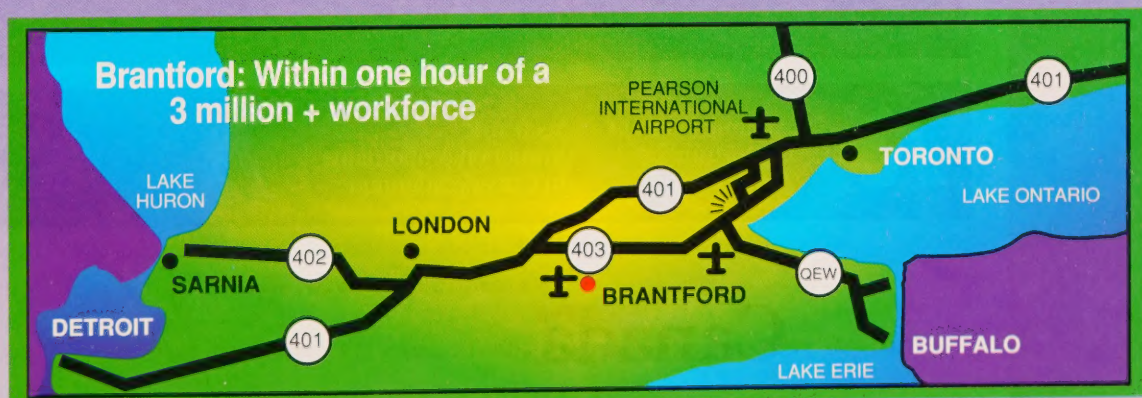 Brantford: Within one hour of a
3 million + workforce
PEARSON
INTERNATIONAL
AIRPORT
400
401
TORONTO
LAKE ONTARIO
LAKE
HURON
401
LONDON
402
SARNIA
403
BRANTFORD
QEW
DETROIT
401
BUFFALO
LAKE ERIE